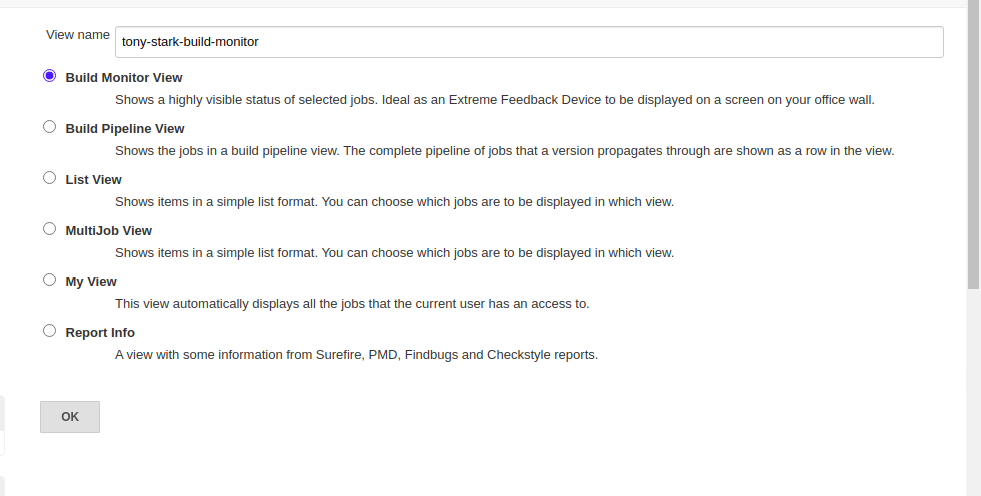 View name tony-stark-build-monitor
Build Monitor View
Shows a highly visible status of selected jobs. Ideal as an Extreme Feedback Device to be displayed on a screen on your office wall.
Build Pipeline View
Shows the jobs in a build pipeline view. The complete pipeline of jobs that a version propagates through are shown as a row in the view.
List View
Shows items in a simple list format. You can choose which jobs are to be displayed in which view.
MultiJob View
Shows items in a simple list format. You can choose which jobs are to be displayed in which view.
My View
This view automatically displays all the jobs that the current user has an access to.
Report Info
A view with some information from Surefire, PMD, Findbugs and Checkstyle reports.
OK